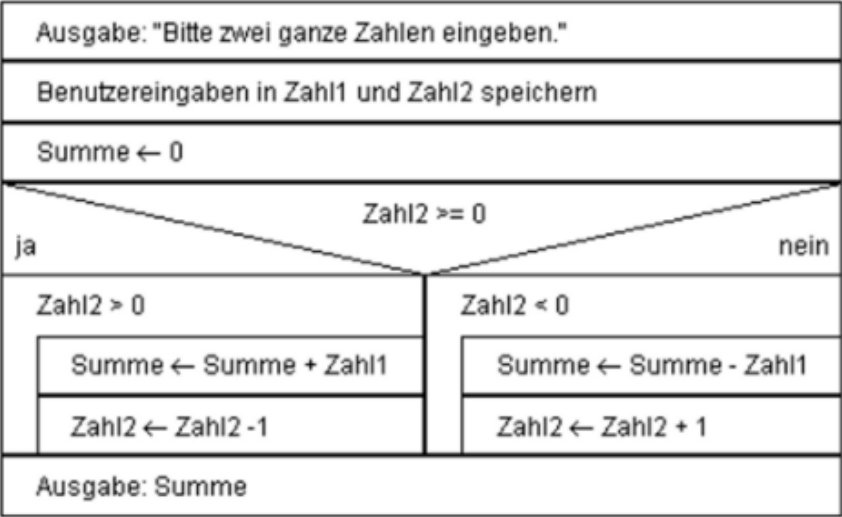 Ausgabe: "Bitte zwei ganze Zahlen eingeben."
Benutzereingaben in Zahl1 und Zahl2 speichern
Summe ← 0
Zahl2 >= 0
ja
nein
Zahl2 > 0
Summe ← Summe + Zahl1
Zahl2 ← Zahl2 -1
Zahl2 < 0
Summe ← Summe - Zahl1
Zahl2 ← Zahl2 + 1
Ausgabe: Summe